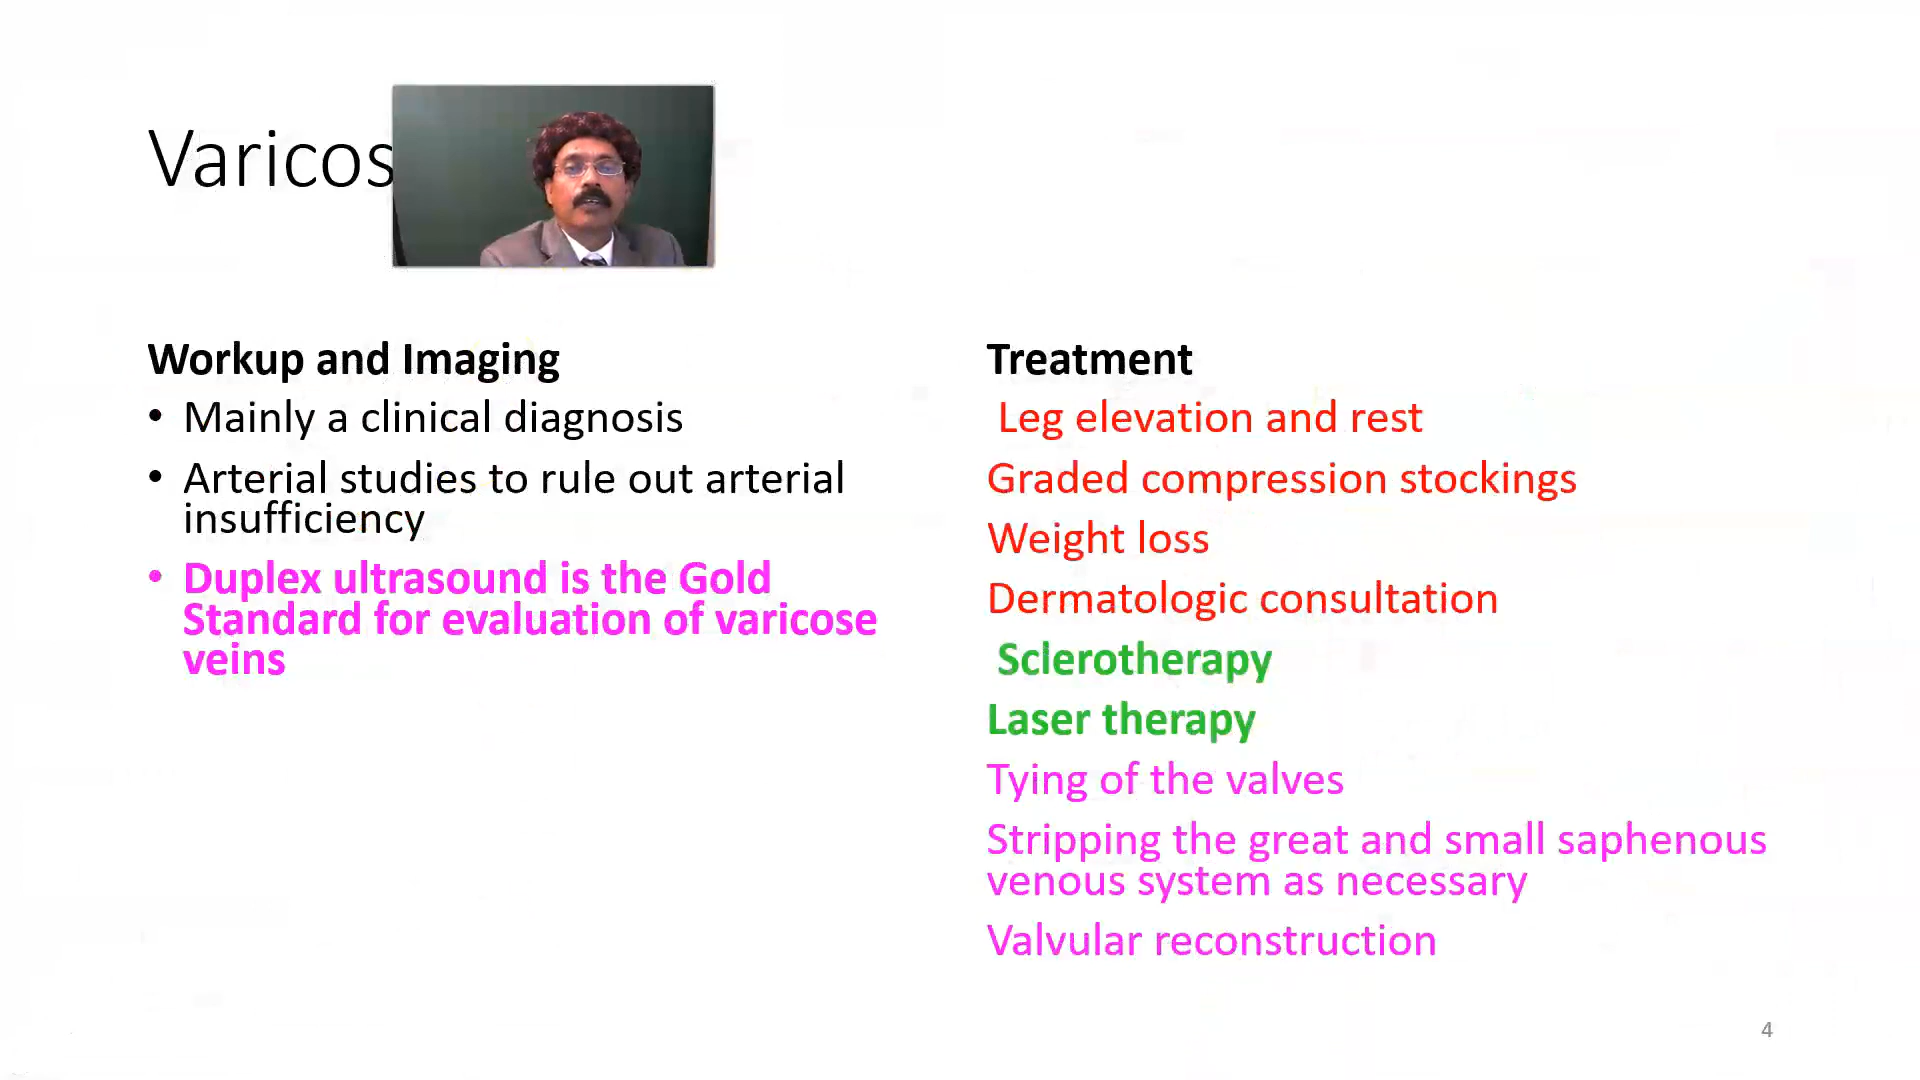 Varicos
Workup and Imaging
• Mainly a clinical diagnosis
• Arterial studies to rule out arterial
insufficiency
• Duplex ultrasound is the Gold
Standard for evaluation of varicose
veins
Treatment
Leg elevation and rest
Graded compression stockings
Weight loss
Dermatologic consultation
Sclerotherapy
Laser therapy
Tying of the valves
Stripping the great and small saphenous
venous system as necessary
Valvular reconstruction
4